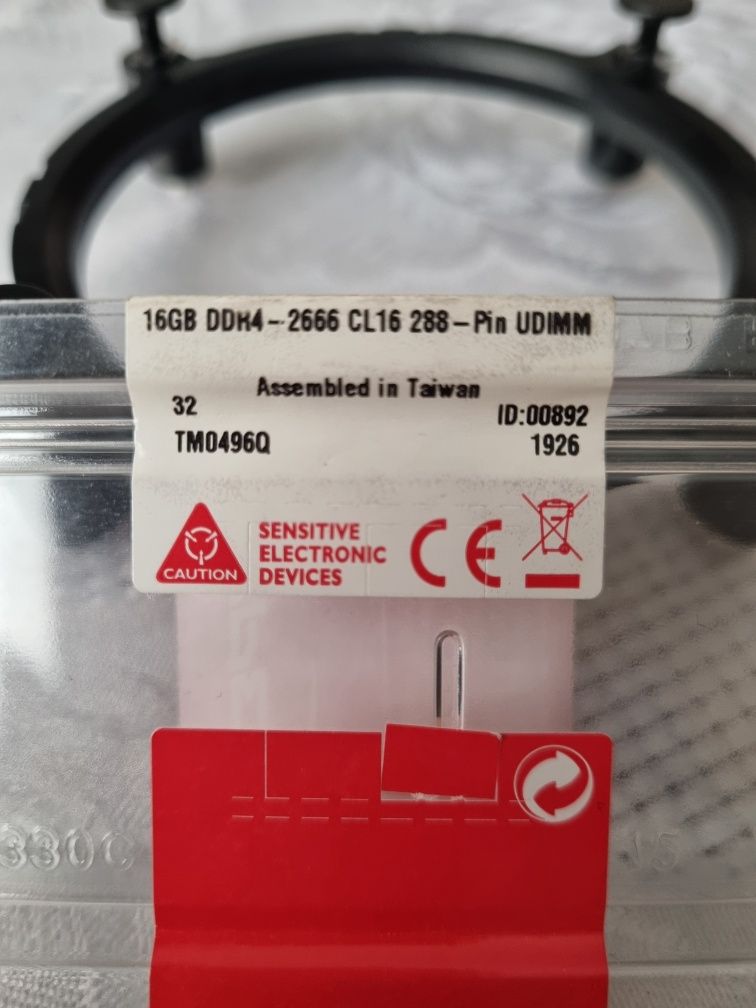 16GB DDR4-2666 CL16 288-Pin UDIMM
Assembled in Taiwan
32
ID:00892
TM0496Q
1926
CAUTION
SENSITIVE
ELECTRONIC
DEVICES
CE
330C